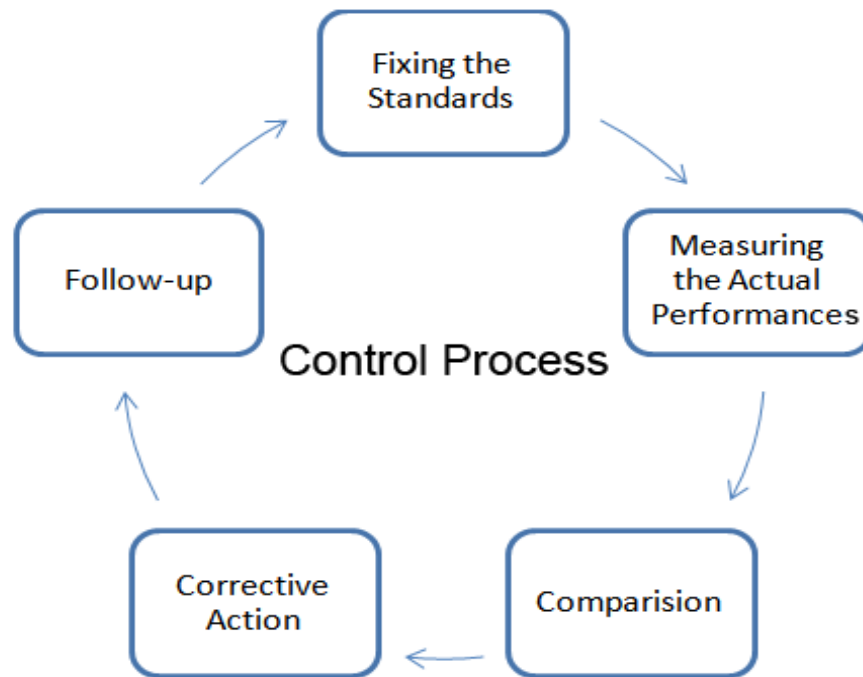 Fixing the
Standards
Measuring
the Actual
Performances
Comparision
Corrective
Action
Follow-up
Control Process